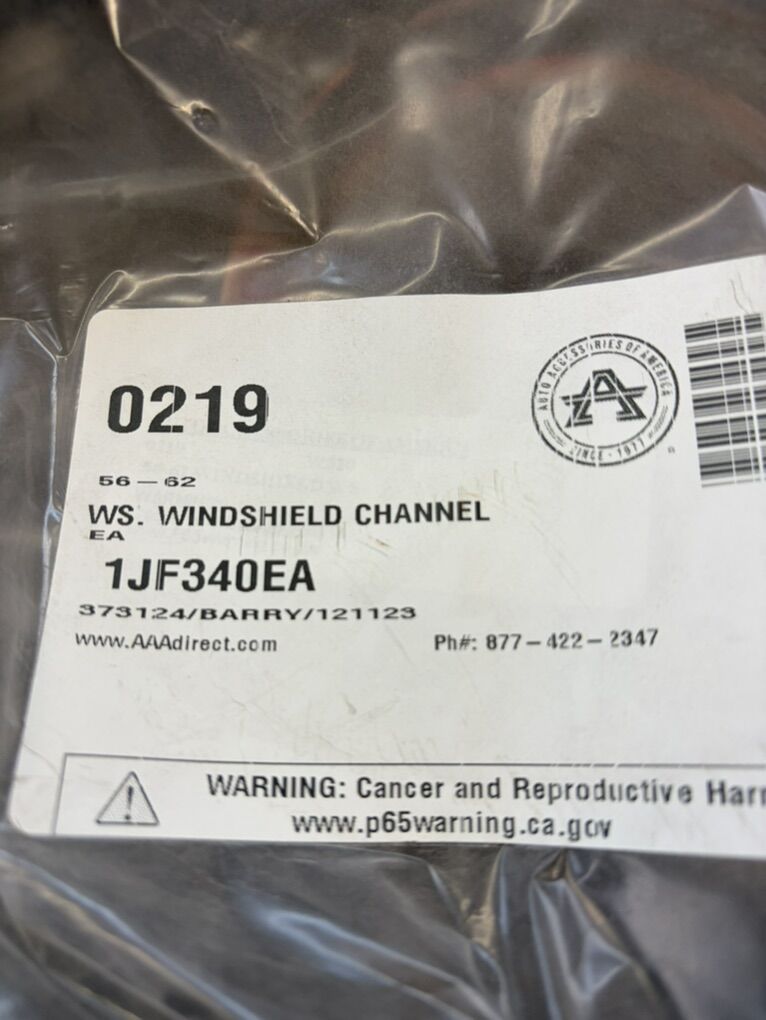 0219
AUTO ACCESSORIES OF AMERICA
SINCE · 1977
56 – 62
WS. WINDSHIELD CHANNEL
EA
1JF340EA
373124/BARRY/121123
www.AAAdirect.com Ph#: 877-422-2347
WARNING: Cancer and Reproductive Harm
www.p65warning.ca.gov